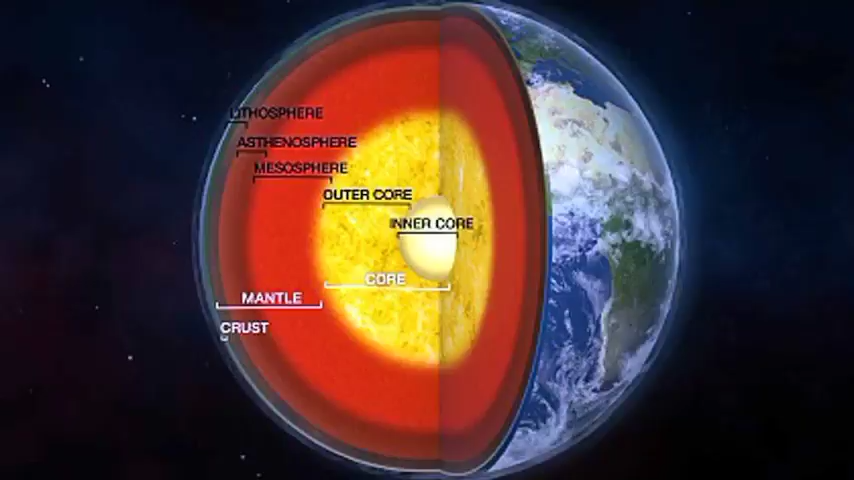 LITHOSPHERE
ASTHENOSPHERE
MESOSPHERE
OUTER CORE
INNER CORE
CORE
MANTLE
CRUST